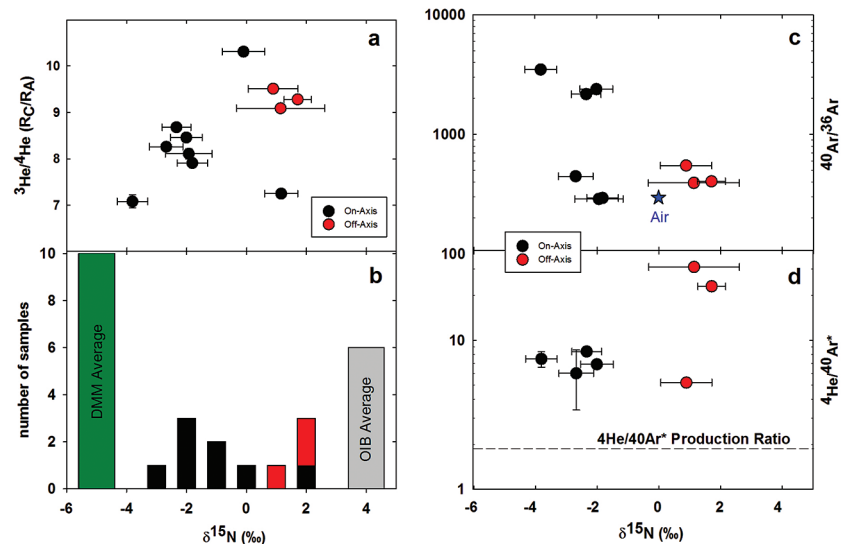 a
10
9
8
7
³He/⁴He (R_C/R_A)
On-Axis
Off-Axis
b
10
8
6
4
2
0
number of samples
DMM Average
OIB Average
-6 -4 -2 0 2 4
δ¹⁵N (‰)
c
10000
1000
100
⁴⁰Ar/³⁶Ar
Air
On-Axis
Off-Axis
d
10
1
⁴He/⁴⁰Ar*
4He/40Ar* Production Ratio
-6 -4 -2 0 2 4
δ¹⁵N (‰)